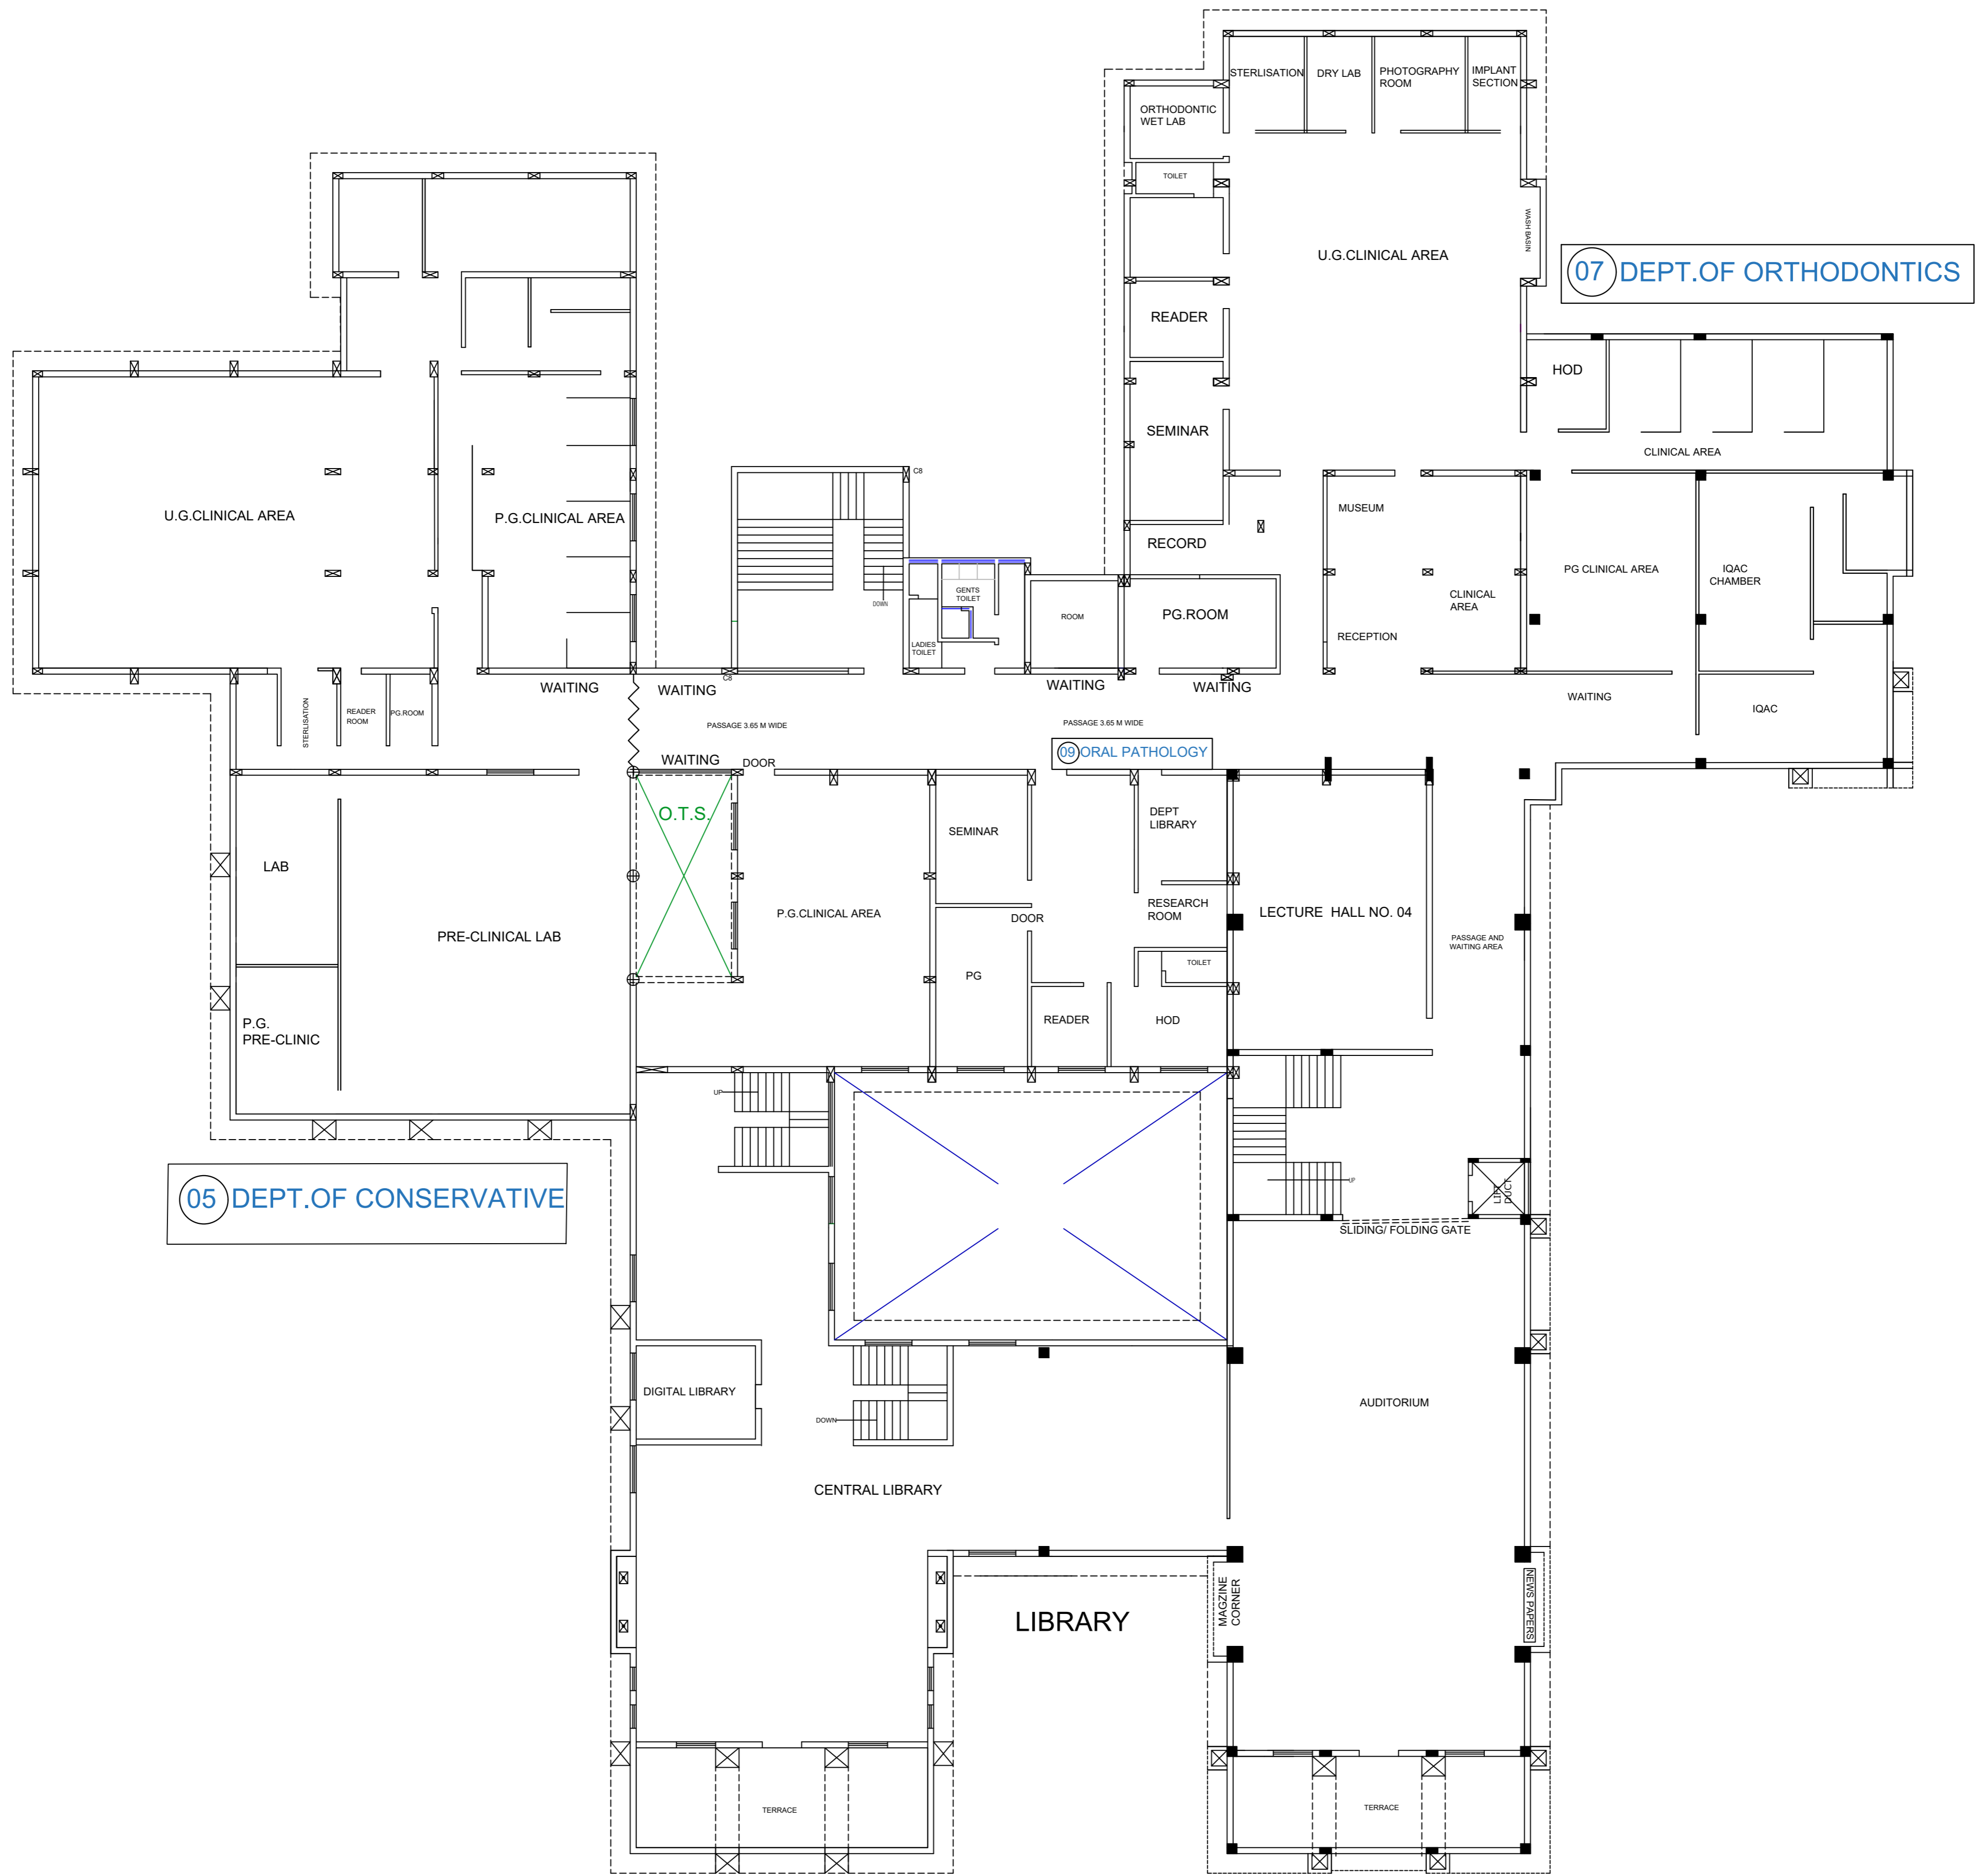 STERLISATION
DRY LAB
PHOTOGRAPHY
ROOM
IMPLANT
SECTION
ORTHODONTIC
WET LAB
TOILET
WASH BASIN
U.G.CLINICAL AREA
07 DEPT.OF ORTHODONTICS
READER
HOD
SEMINAR
CLINICAL AREA
C8
U.G.CLINICAL AREA
P.G.CLINICAL AREA
MUSEUM
RECORD
PG CLINICAL AREA
IQAC
CHAMBER
GENTS
TOILET
DOWN
CLINICAL
AREA
ROOM
PG.ROOM
RECEPTION
LADIES
TOILET
C8
WAITING
WAITING
WAITING
WAITING
WAITING
IQAC
STERLISATION
READER
ROOM
PG.ROOM
PASSAGE 3.65 M WIDE
PASSAGE 3.65 M WIDE
09 ORAL PATHOLOGY
WAITING
DOOR
O.T.S.
DEPT
LIBRARY
SEMINAR
LAB
RESEARCH
ROOM
P.G.CLINICAL AREA
DOOR
LECTURE HALL NO. 04
PRE-CLINICAL LAB
PASSAGE AND
WAITING AREA
TOILET
PG
P.G.
PRE-CLINIC
READER
HOD
UP
05 DEPT.OF CONSERVATIVE
UP
LIFT
DUCT
SLIDING/ FOLDING GATE
DIGITAL LIBRARY
DOWN
AUDITORIUM
CENTRAL LIBRARY
LIBRARY
MAGZINE
CORNER
NEWS PAPERS
TERRACE
TERRACE